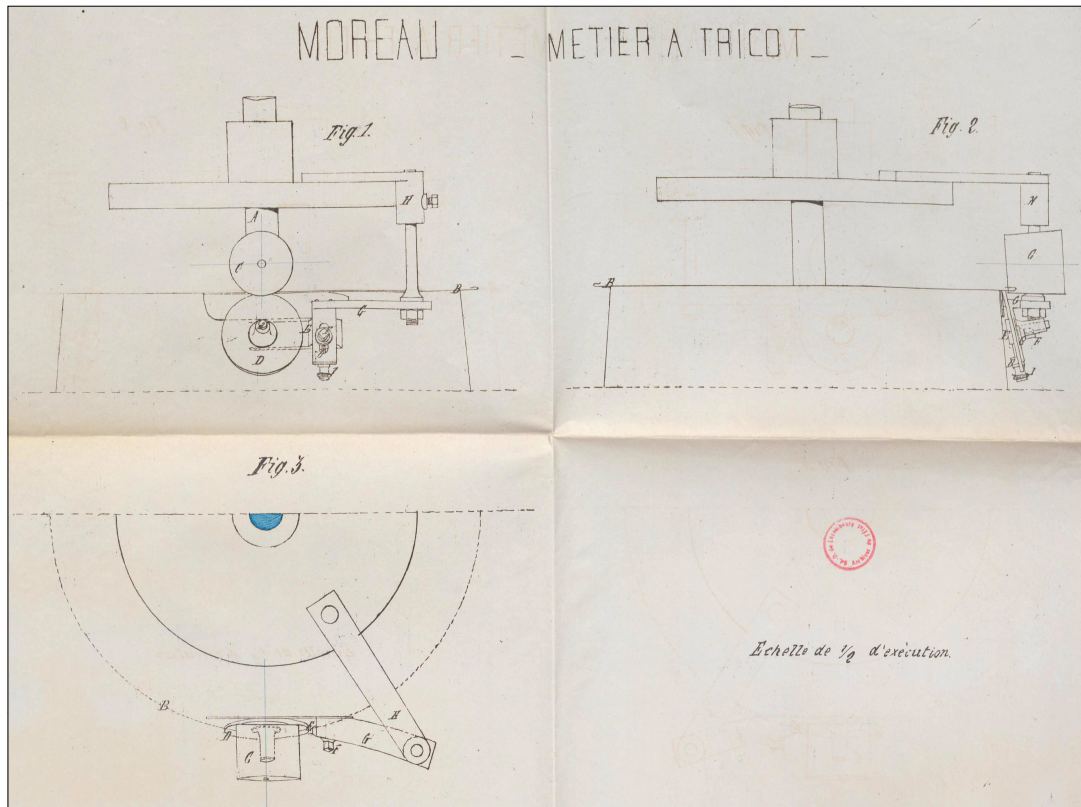 MOREAU _ METIER A TRICOT _
Fig. 1.
A
H
C
B
G
E
D
Fig. 2.
B
G
F
Fig. 3.
B
D
C
G
H
Echelle de 1/2 d'exécution.